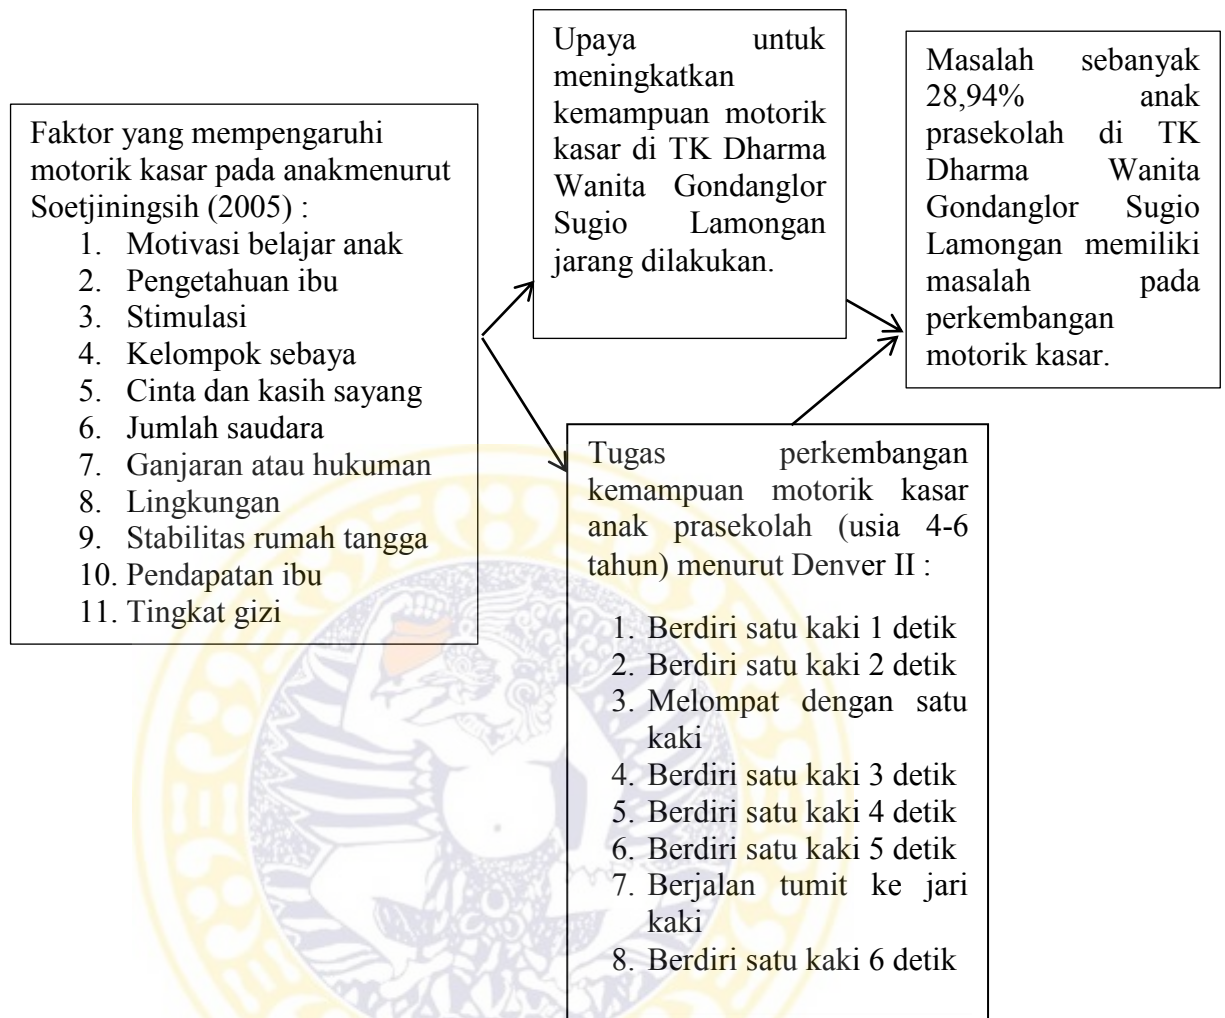 Faktor yang mempengaruhi
motorik kasar pada anakmenurut
Soetjiningsih (2005) :
1. Motivasi belajar anak
2. Pengetahuan ibu
3. Stimulasi
4. Kelompok sebaya
5. Cinta dan kasih sayang
6. Jumlah saudara
7. Ganjaran atau hukuman
8. Lingkungan
9. Stabilitas rumah tangga
10. Pendapatan ibu
11. Tingkat gizi
Upaya untuk
meningkatkan
kemampuan motorik
kasar di TK Dharma
Wanita Gondanglor
Sugio Lamongan
jarang dilakukan.
Masalah sebanyak
28,94% anak
prasekolah di TK
Dharma Wanita
Gondanglor Sugio
Lamongan memiliki
masalah pada
perkembangan
motorik kasar.
Tugas perkembangan
kemampuan motorik kasar
anak prasekolah (usia 4-6
tahun) menurut Denver II :
1. Berdiri satu kaki 1 detik
2. Berdiri satu kaki 2 detik
3. Melompat dengan satu
kaki
4. Berdiri satu kaki 3 detik
5. Berdiri satu kaki 4 detik
6. Berdiri satu kaki 5 detik
7. Berjalan tumit ke jari
kaki
8. Berdiri satu kaki 6 detik